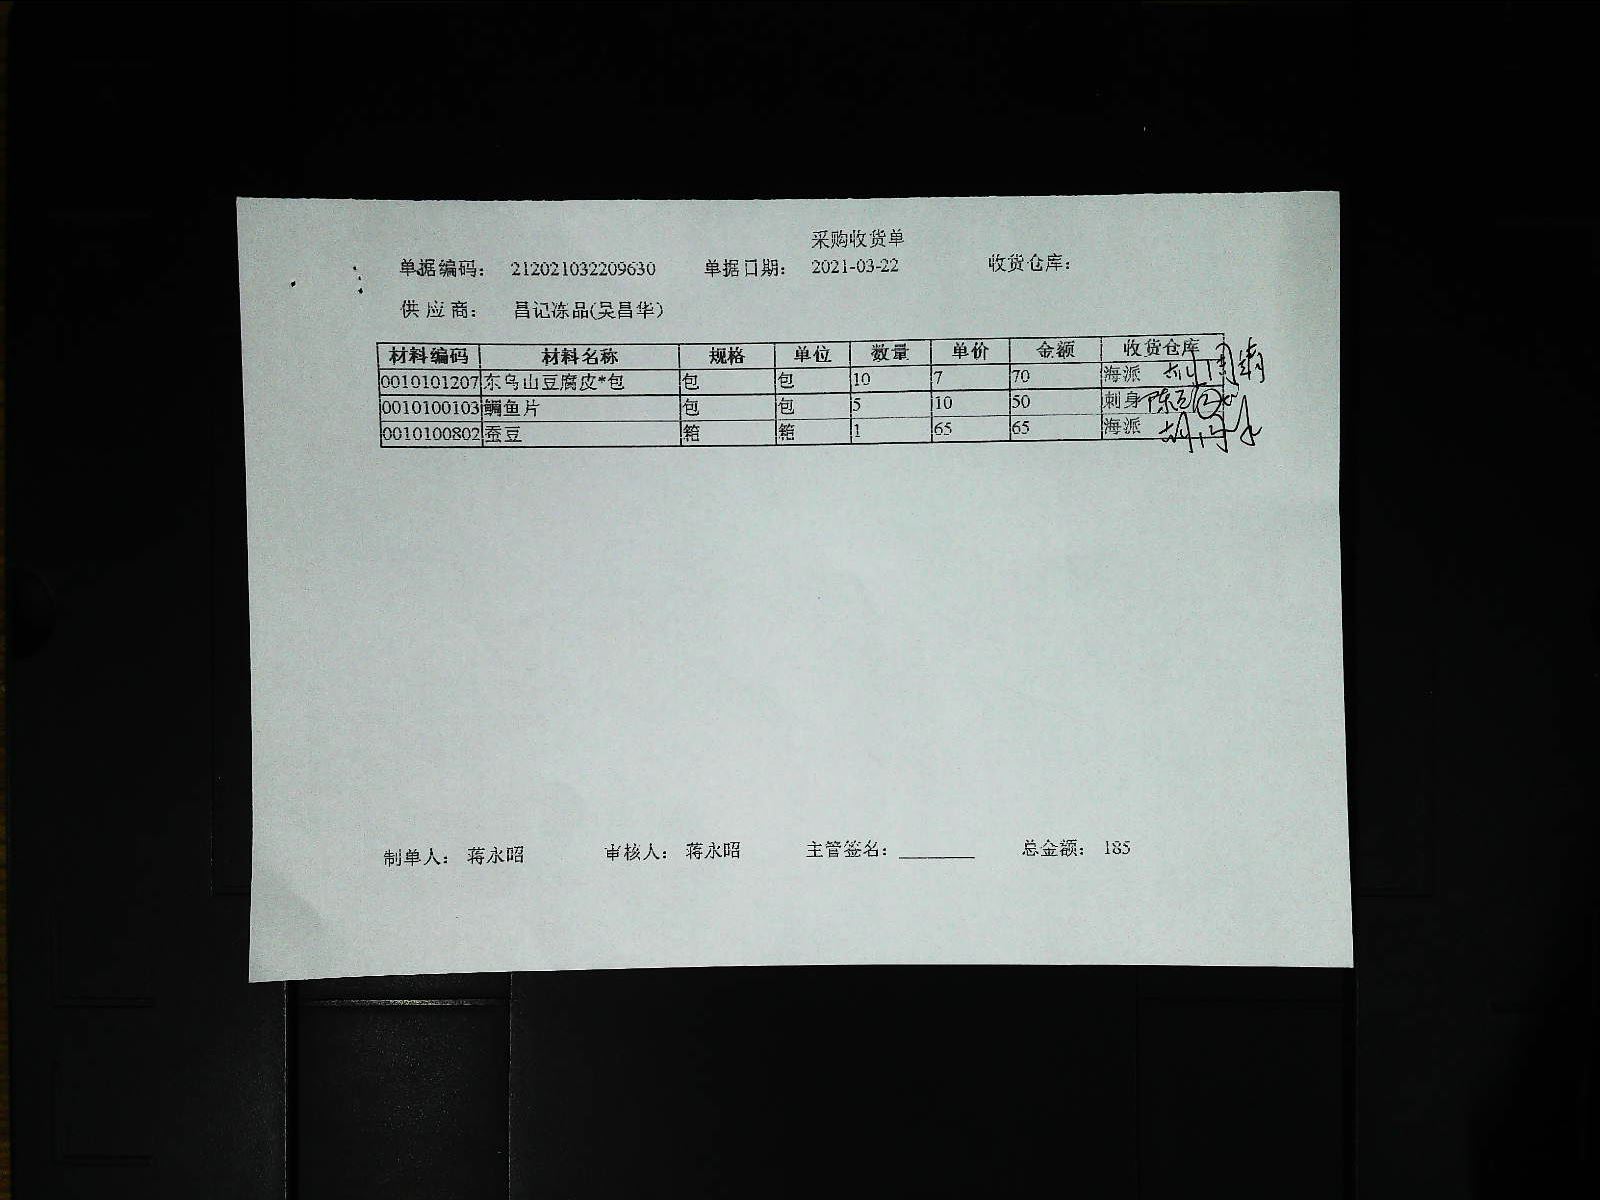 采购收货单
单据编码： 212021032209630 单据日期： 2021-03-22 收货仓库：
供应商： 昌记冻品(吴昌华)
材料编码 材料名称 规格 单位 数量 单价 金额 收货仓库
0010101207 东乌山豆腐皮*包 包 包 10 7 70 海派
0010100103 鲷鱼片 包 包 5 10 50 刺身
0010100802 蚕豆 箱 箱 1 65 65 海派
制单人： 蒋永昭 审核人： 蒋永昭 主管签名：________ 总金额： 185